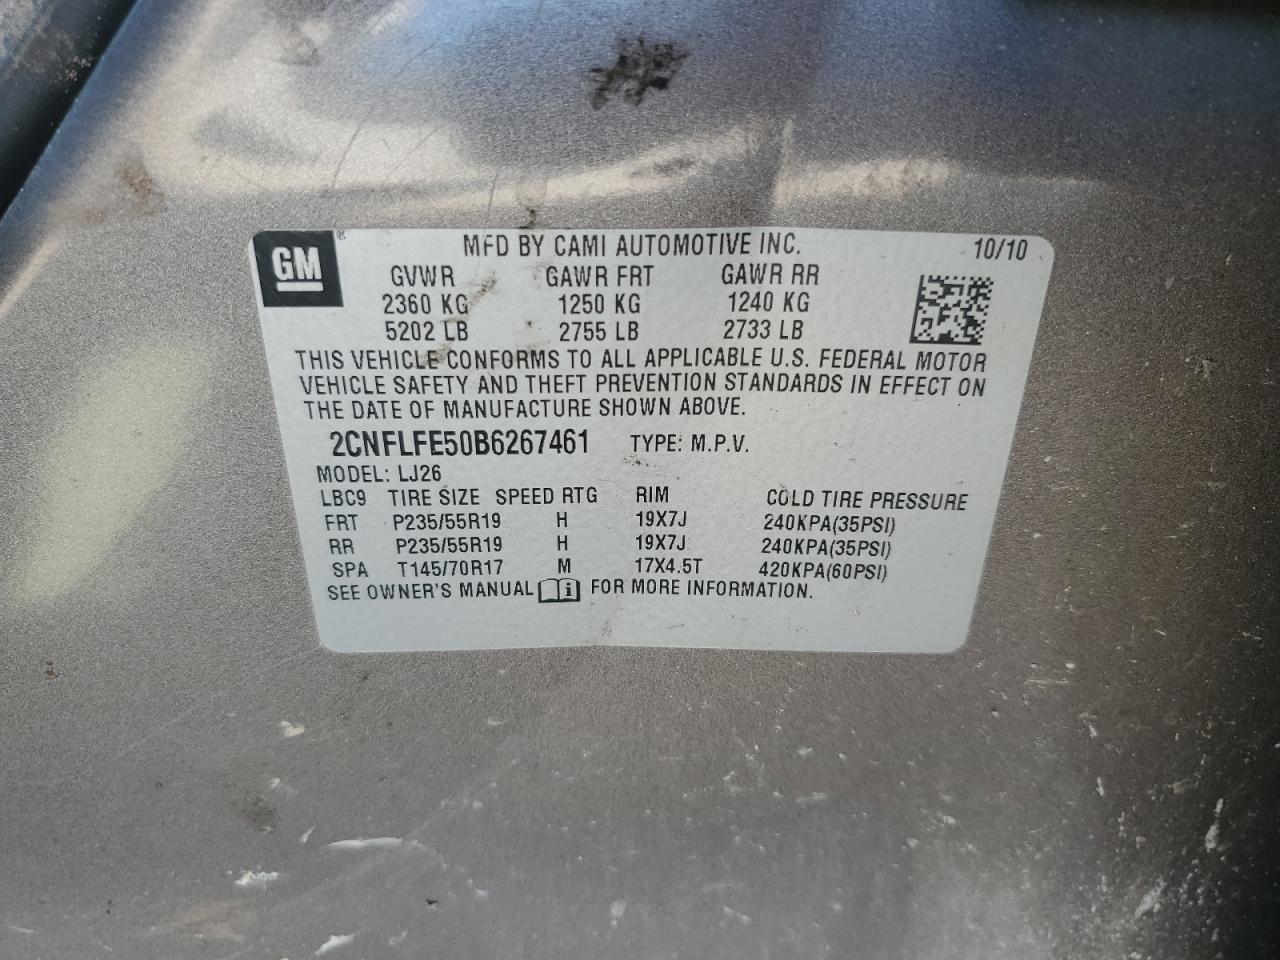 GM® MFD BY CAMI AUTOMOTIVE INC. 10/10
GVWR GAWR FRT GAWR RR
2360 KG 1250 KG 1240 KG
5202 LB 2755 LB 2733 LB
THIS VEHICLE CONFORMS TO ALL APPLICABLE U.S. FEDERAL MOTOR
VEHICLE SAFETY AND THEFT PREVENTION STANDARDS IN EFFECT ON
THE DATE OF MANUFACTURE SHOWN ABOVE.
2CNFLFE50B6267461 TYPE: M.P.V.
MODEL: LJ26
LBC9 TIRE SIZE SPEED RTG RIM COLD TIRE PRESSURE
FRT P235/55R19 H 19X7J 240KPA(35PSI)
RR P235/55R19 H 19X7J 240KPA(35PSI)
SPA T145/70R17 M 17X4.5T 420KPA(60PSI)
SEE OWNER'S MANUAL i FOR MORE INFORMATION.